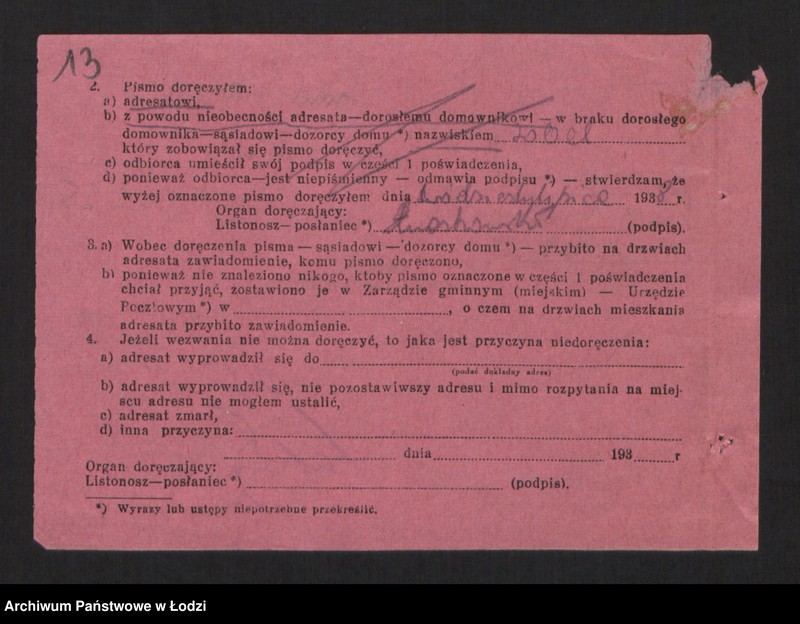 13
2. Pismo doręczyłem:
a) adresatowi,
b) z powodu nieobecności adresata—dorosłemu domownikowi — w braku dorosłego
domownika—sąsiadowi—dozorcy domu *) nazwiskiem
który zobowiązał się pismo doręczyć,
c) odbiorca umieścił swój podpis w części 1 poświadczenia,
d) ponieważ odbiorca—jest niepiśmienny — odmawia podpisu *) — stwierdzam, że
wyżej oznaczone pismo doręczyłem dnia 193 r.
Organ doręczający:
Listonosz—posłaniec *) (podpis).
3. a) Wobec doręczenia pisma — sąsiadowi — dozorcy domu *) — przybito na drzwiach
adresata zawiadomienie, komu pismo doręczono,
b) ponieważ nie znaleziono nikogo, ktoby pismo oznaczone w części 1 poświadczenia
chciał przyjąć, zostawiono je w Zarządzie gminnym (miejskim) — Urzędzie
Pocztowym *) w , o czem na drzwiach mieszkania
adresata przybito zawiadomienie.
4. Jeżeli wezwania nie można doręczyć, to jaka jest przyczyna niedoręczenia:
a) adresat wyprowadził się do
(podać dokładny adres)
b) adresat wyprowadził się, nie pozostawiwszy adresu i mimo rozpytania na miej-
scu adresu nie mogłem ustalić,
c) adresat zmarł,
d) inna przyczyna:
dnia 193 r
Organ doręczający:
Listonosz—posłaniec *) (podpis).
*) Wyrazy lub ustępy niepotrzebne przekreślić.
Archiwum Państwowe w Łodzi